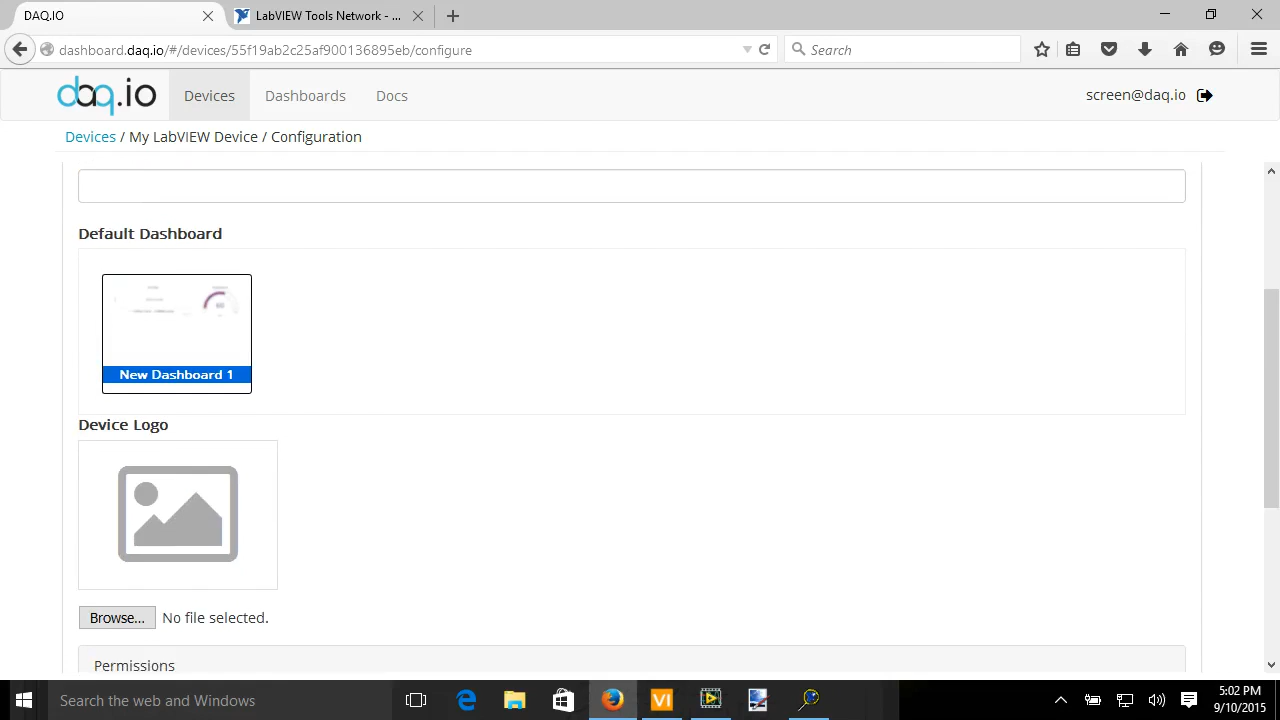 DAQ.IO
LabVIEW Tools Network - ...
dashboard.daq.io/#/devices/55f19ab2c25af900136895eb/configure
Search
daq.io
Devices
Dashboards
Docs
screen@daq.io
Devices / My LabVIEW Device / Configuration
Default Dashboard
New Dashboard 1
Device Logo
Browse... No file selected.
Permissions
Search the web and Windows
VI
5:02 PM
9/10/2015